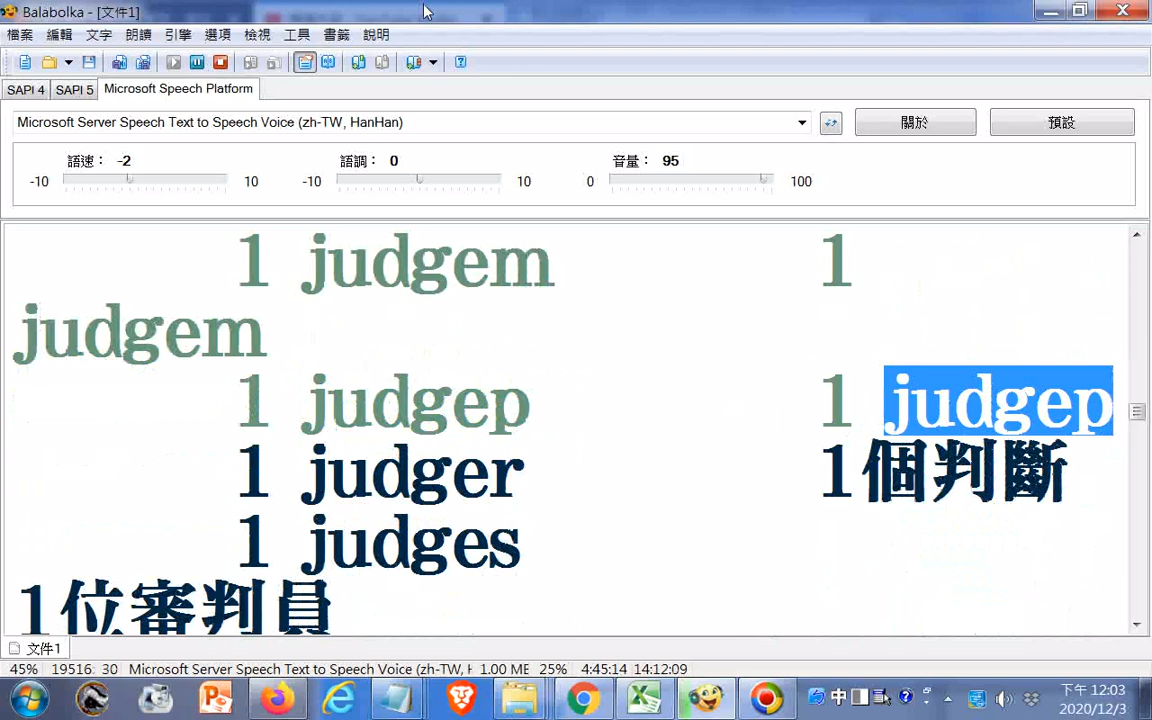 Balabolka - [文件1]
檔案 編輯 文字 朗讀 引擎 選項 檢視 工具 書籤 說明
SAPI 4 SAPI 5 Microsoft Speech Platform
Microsoft Server Speech Text to Speech Voice (zh-TW, HanHan) 關於 預設
語速： -2 語調： 0 音量： 95
-10 10 -10 10 0 100
1 judgem 1
judgem
1 judgep 1 judgep
1 judger 1個判斷
1 judges
1位審判員
文件1
45% 19516: 30 Microsoft Server Speech Text to Speech Voice (zh-TW, H 1.00 ME 25% 4:45:14 14:12:09
中 下午 12:03
2020/12/3